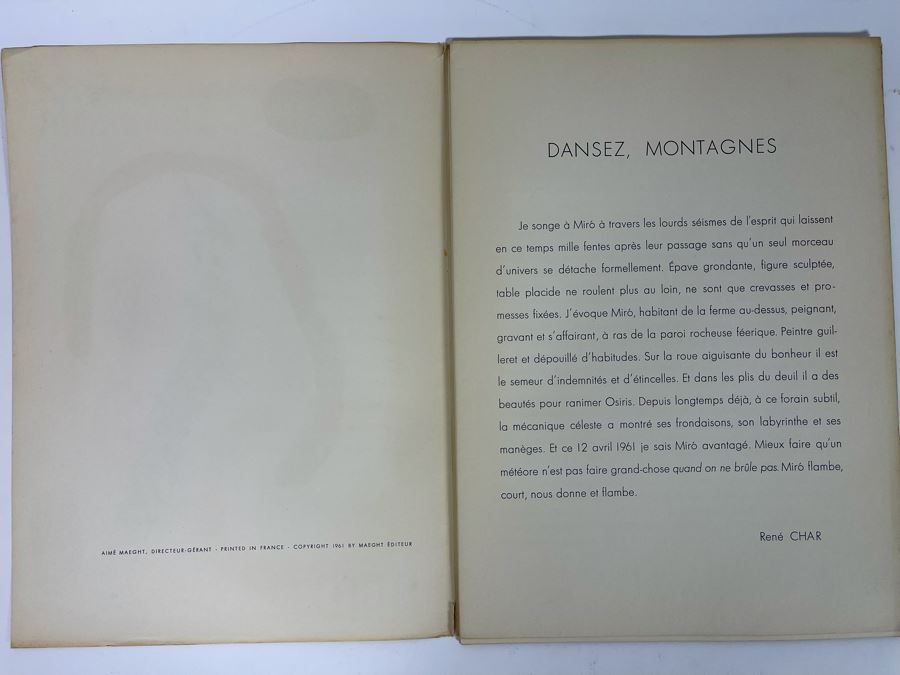 AIMÉ MAEGHT, DIRECTEUR-GÉRANT - PRINTED IN FRANCE - COPYRIGHT 1961 BY MAEGHT ÉDITEUR
DANSEZ, MONTAGNES
Je songe à Miró à travers les lourds séismes de l'esprit qui laissent
en ce temps mille fentes après leur passage sans qu'un seul morceau
d'univers se détache formellement. Épave grondante, figure sculptée,
table placide ne roulent plus au loin, ne sont que crevasses et pro-
messes fixées. J'évoque Miró, habitant de la ferme au-dessus, peignant,
gravant et s'affairant, à ras de la paroi rocheuse féerique. Peintre guil-
leret et dépouillé d'habitudes. Sur la roue aiguisante du bonheur il est
le semeur d'indemnités et d'étincelles. Et dans les plis du deuil il a des
beautés pour ranimer Osiris. Depuis longtemps déjà, à ce forain subtil,
la mécanique céleste a montré ses frondaisons, son labyrinthe et ses
manèges. Et ce 12 avril 1961 je sais Miró avantagé. Mieux faire qu'un
météore n'est pas faire grand-chose quand on ne brûle pas. Miró flambe,
court, nous donne et flambe.
René CHAR